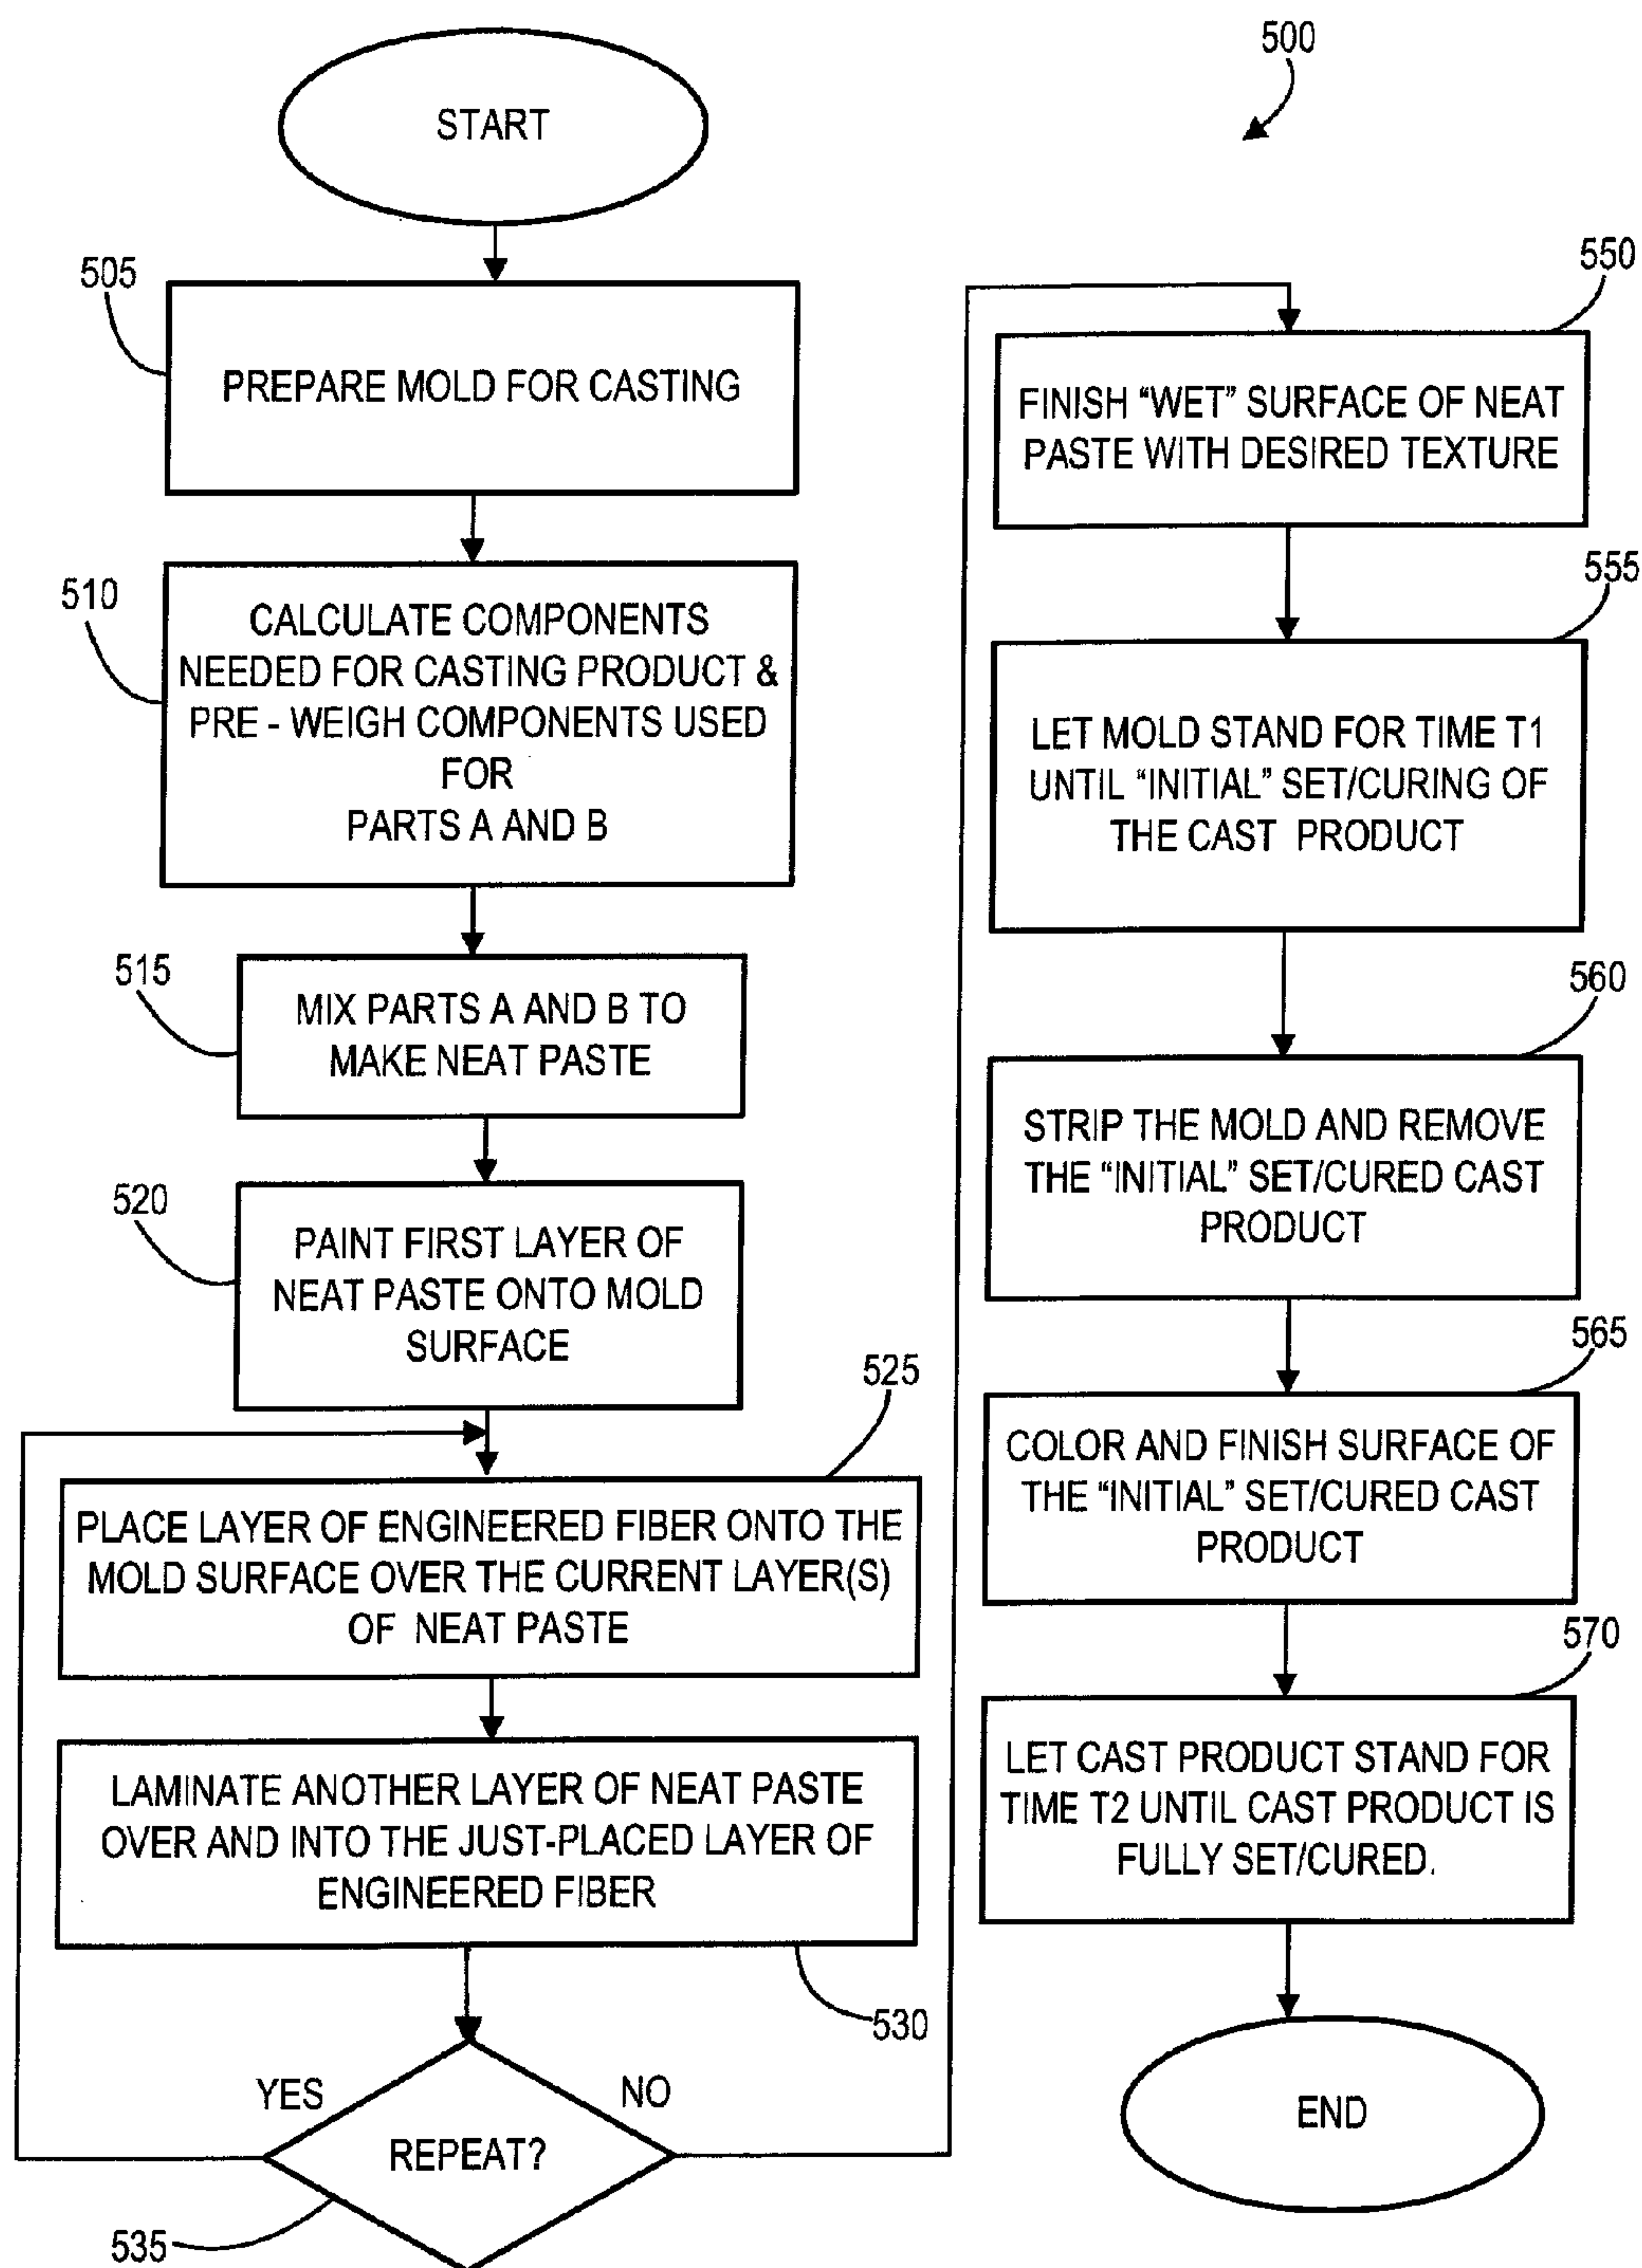 500
START
505
PREPARE MOLD FOR CASTING
510
CALCULATE COMPONENTS
NEEDED FOR CASTING PRODUCT &
PRE - WEIGH COMPONENTS USED
FOR
PARTS A AND B
515
MIX PARTS A AND B TO
MAKE NEAT PASTE
520
PAINT FIRST LAYER OF
NEAT PASTE ONTO MOLD
SURFACE
525
PLACE LAYER OF ENGINEERED FIBER ONTO THE
MOLD SURFACE OVER THE CURRENT LAYER(S)
OF NEAT PASTE
LAMINATE ANOTHER LAYER OF NEAT PASTE
OVER AND INTO THE JUST-PLACED LAYER OF
ENGINEERED FIBER
530
YES
NO
REPEAT?
535
550
FINISH “WET” SURFACE OF NEAT
PASTE WITH DESIRED TEXTURE
555
LET MOLD STAND FOR TIME T1
UNTIL “INITIAL” SET/CURING OF
THE CAST PRODUCT
560
STRIP THE MOLD AND REMOVE
THE “INITIAL” SET/CURED CAST
PRODUCT
565
COLOR AND FINISH SURFACE OF
THE “INITIAL” SET/CURED CAST
PRODUCT
570
LET CAST PRODUCT STAND FOR
TIME T2 UNTIL CAST PRODUCT IS
FULLY SET/CURED.
END